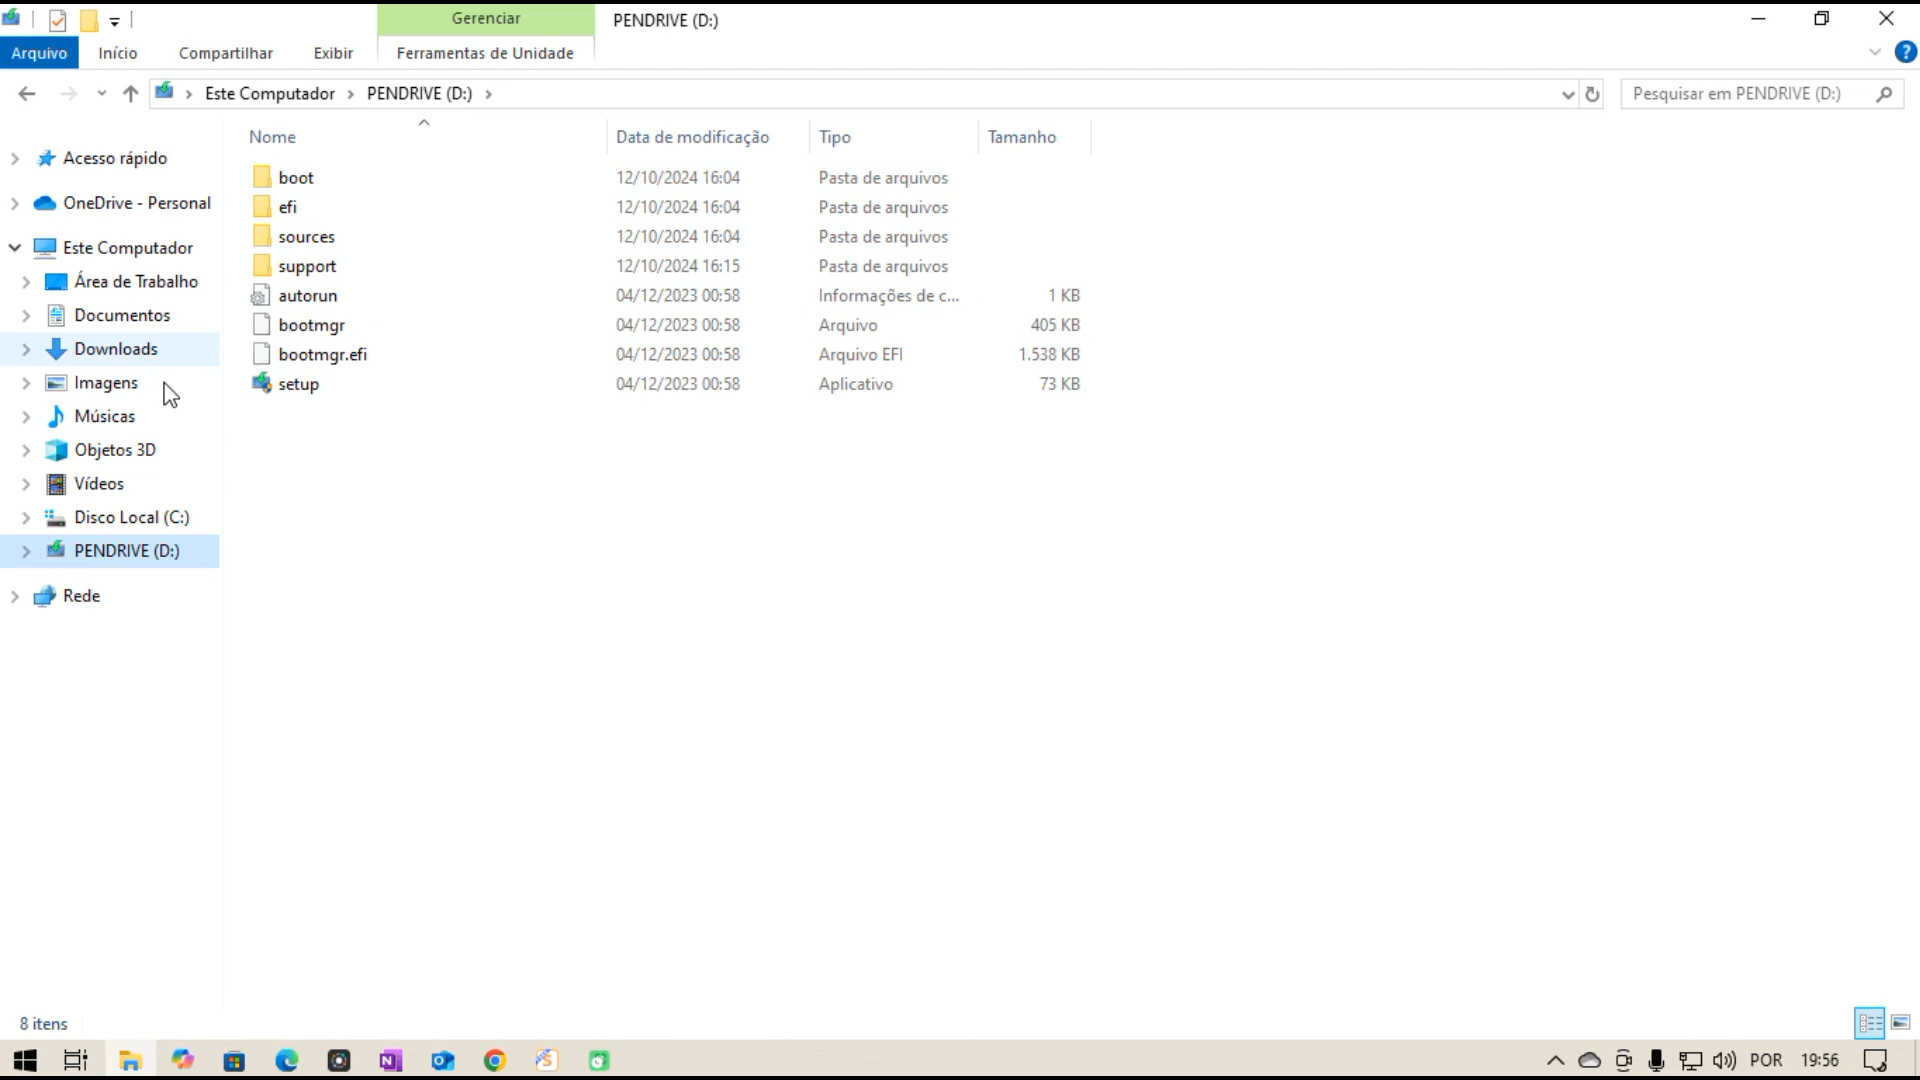 Gerenciar
PENDRIVE (D:)
Arquivo Início Compartilhar Exibir Ferramentas de Unidade
Este Computador PENDRIVE (D:)
Pesquisar em PENDRIVE (D:)
Nome Data de modificação Tipo Tamanho
Acesso rápido
OneDrive - Personal
Este Computador
Área de Trabalho
Documentos
Downloads
Imagens
Músicas
Objetos 3D
Vídeos
Disco Local (C:)
PENDRIVE (D:)
Rede
boot 12/10/2024 16:04 Pasta de arquivos
efi 12/10/2024 16:04 Pasta de arquivos
sources 12/10/2024 16:04 Pasta de arquivos
support 12/10/2024 16:15 Pasta de arquivos
autorun 04/12/2023 00:58 Informações de c... 1 KB
bootmgr 04/12/2023 00:58 Arquivo 405 KB
bootmgr.efi 04/12/2023 00:58 Arquivo EFI 1.538 KB
setup 04/12/2023 00:58 Aplicativo 73 KB
8 itens
POR 19:56